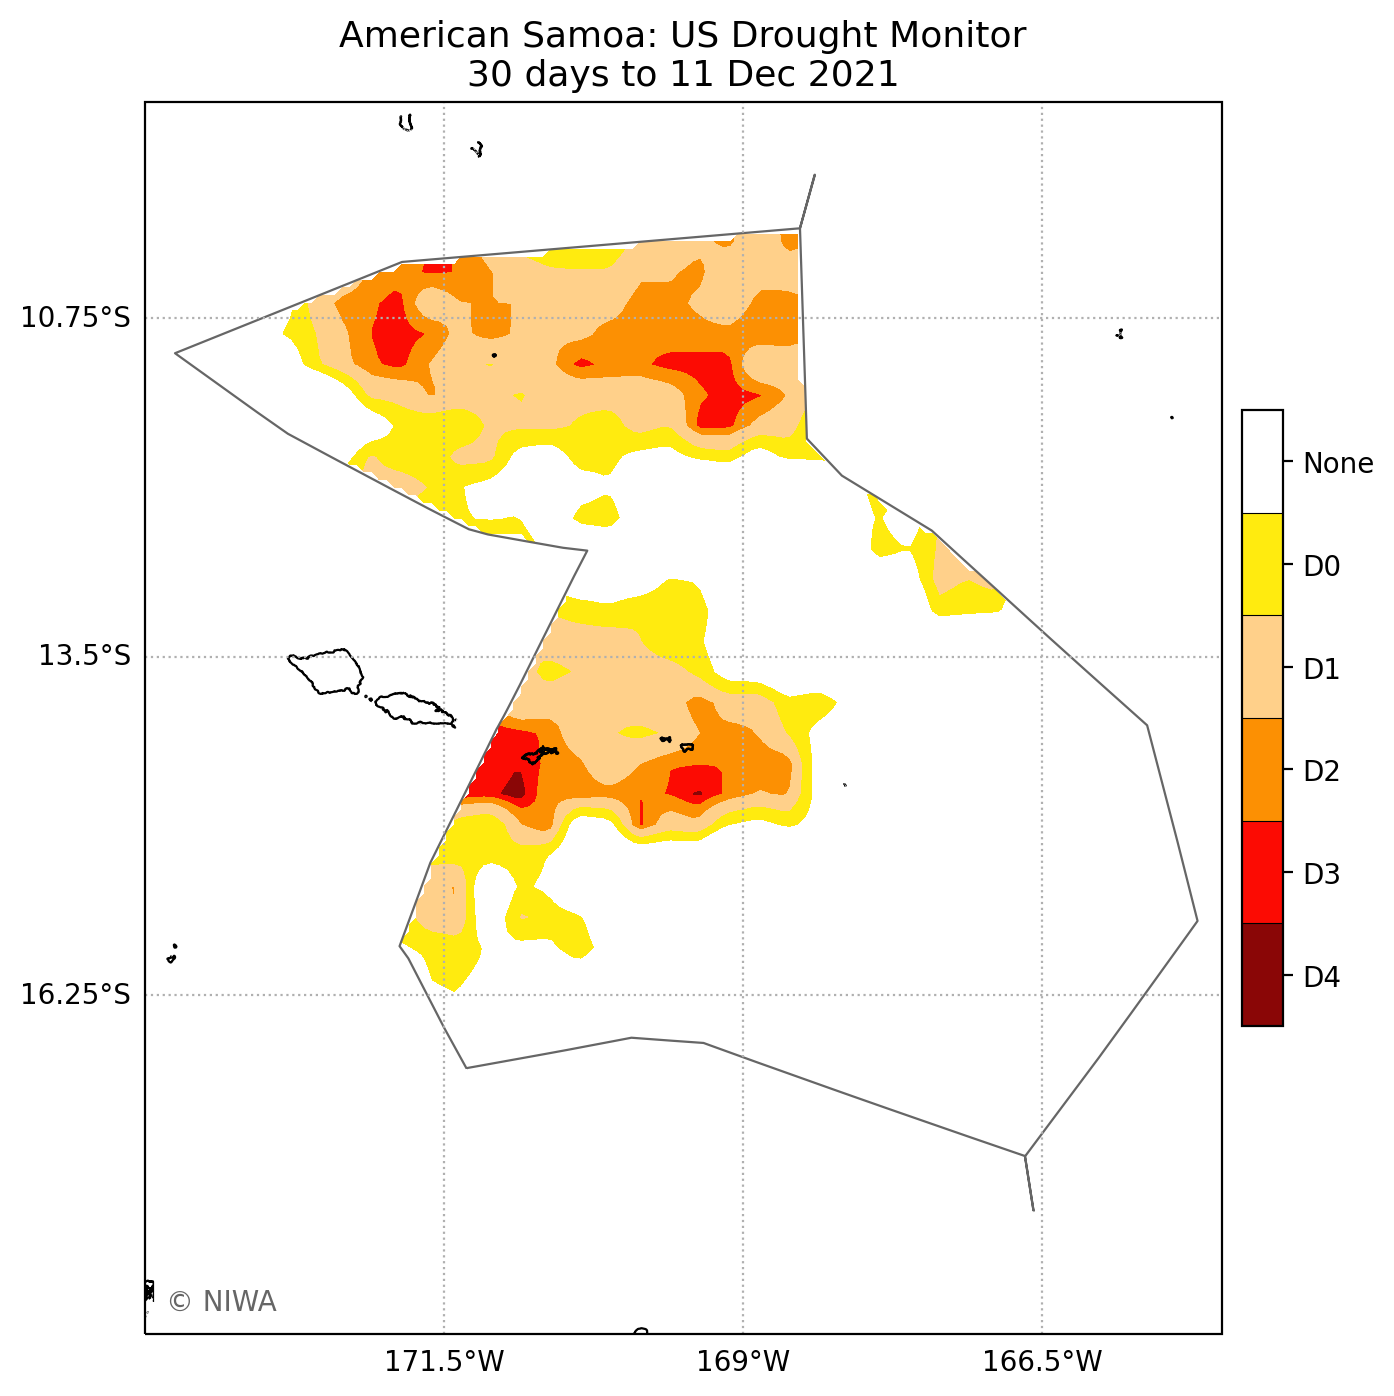 American Samoa: US Drought Monitor
30 days to 11 Dec 2021
10.75°S
13.5°S
16.25°S
171.5°W
169°W
166.5°W
None
D0
D1
D2
D3
D4
© NIWA